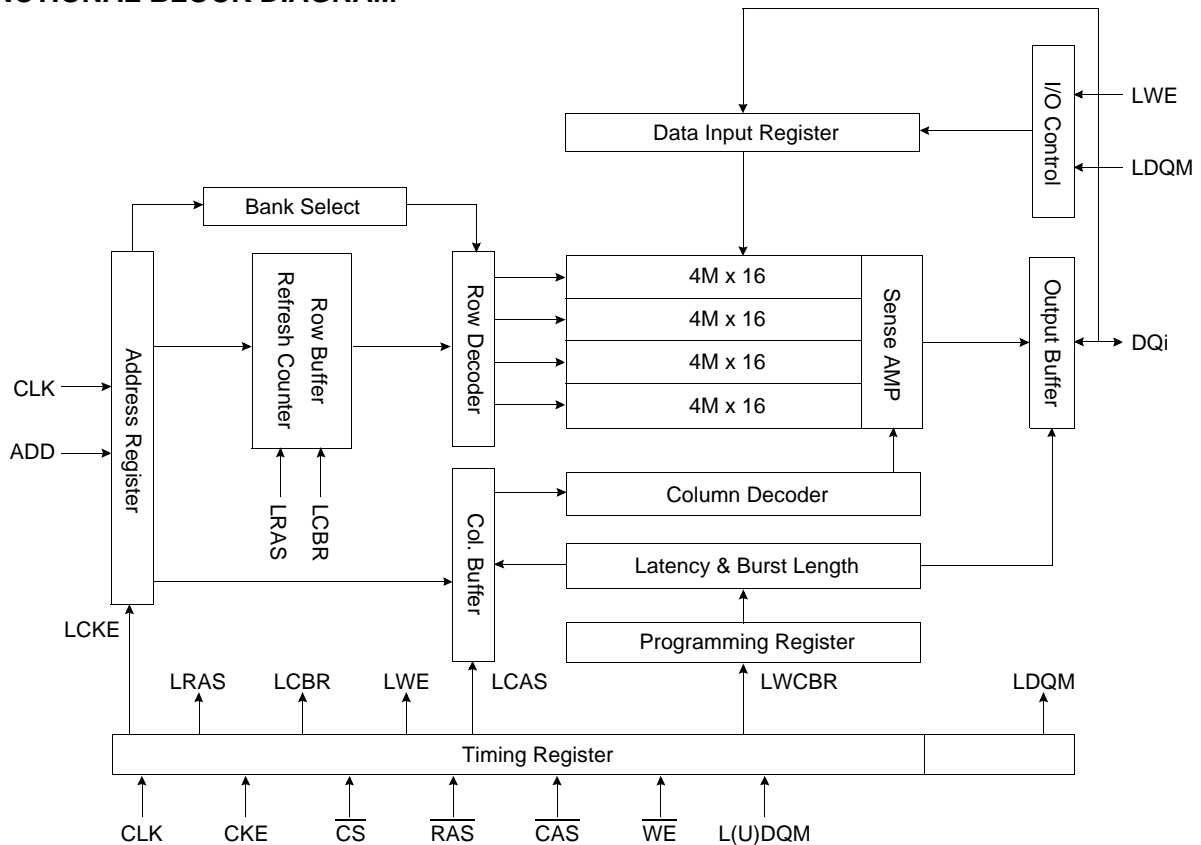 NCTIONAL BLOCK DIAGRAM
LWE
I/O Control
Data Input Register
LDQM
Bank Select
4M x 16
4M x 16
4M x 16
4M x 16
Sense AMP
Output Buffer
DQi
Row Decoder
Row Buffer
Refresh Counter
Address Register
CLK
ADD
LRAS
LCBR
Col. Buffer
Column Decoder
Latency & Burst Length
Programming Register
LCKE
LRAS
LCBR
LWE
LCAS
LWCBR
LDQM
Timing Register
CLK
CKE
CS
RAS
CAS
WE
L(U)DQM